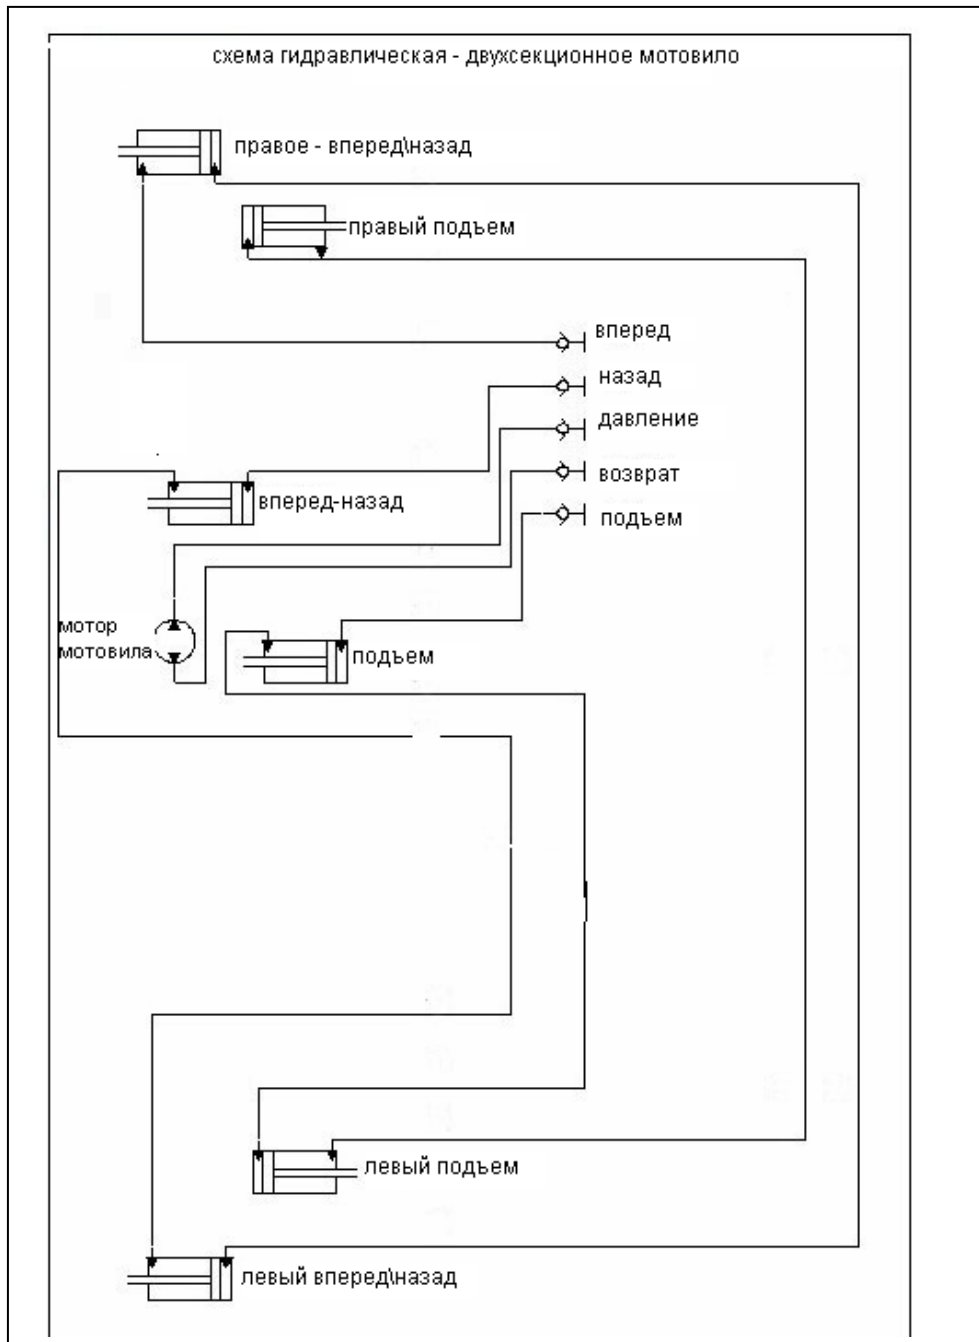 схема гидравлическая - двухсекционное мотовило
правое - вперед\назад
правый подъем
вперед
назад
давление
возврат
подъем
вперед-назад
мотор
мотовила
подъем
левый подъем
левый вперед\назад